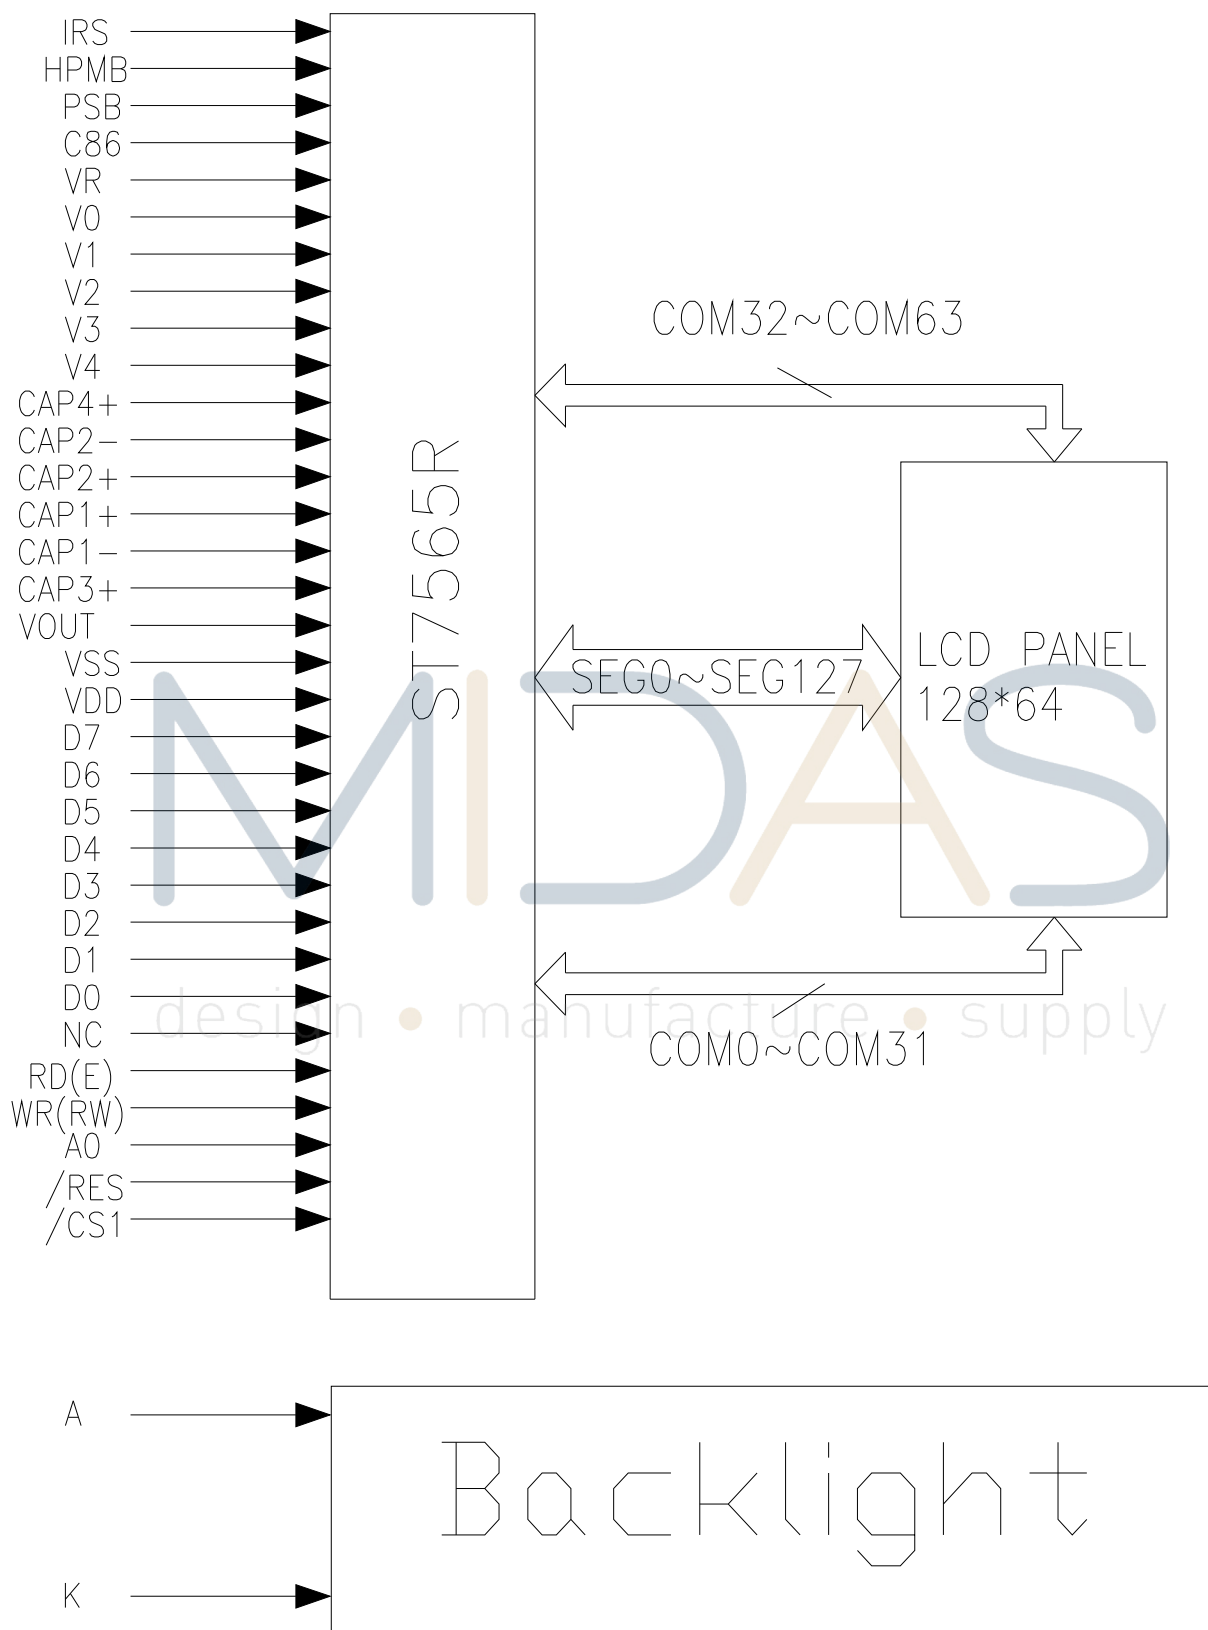 IRS
HPMB
PSB
C86
VR
V0
V1
V2
V3
V4
CAP4+
CAP2-
CAP2+
CAP1+
CAP1-
CAP3+
VOUT
VSS
VDD
D7
D6
D5
D4
D3
D2
D1
D0
NC
RD(E)
WR(RW)
A0
/RES
/CS1
ST7565R
COM32~COM63
SEG0~SEG127
LCD PANEL
128*64
COM0~COM31
MIDAS
design • manufacture • supply
A
K
Backlight